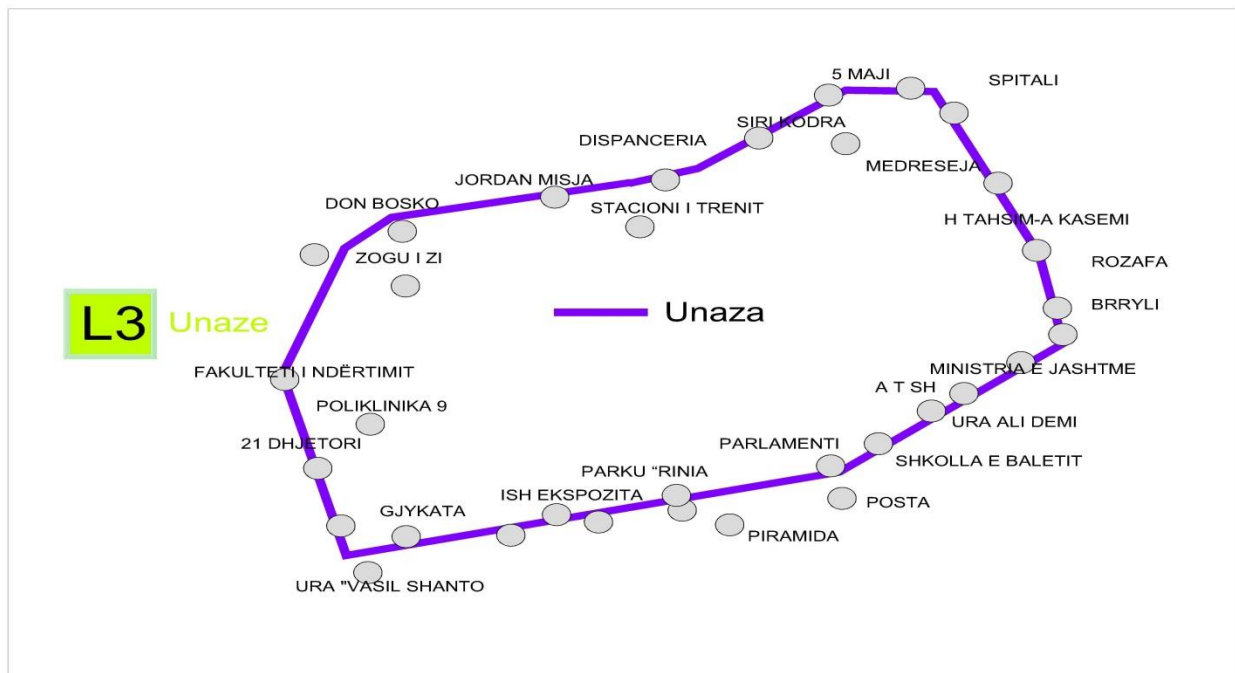 5 MAJI
SPITALI
SIRI KODRA
DISPANCERIA
MEDRESEJA
JORDAN MISJA
DON BOSKO
STACIONI I TRENIT
H TAHSIM-A KASEMI
ZOGU I ZI
ROZAFA
L3 Unaze
Unaza
BRRYLI
FAKULTETI I NDËRTIMIT
MINISTRIA E JASHTME
A T SH
POLIKLINIKA 9
URA ALI DEMI
21 DHJETORI
PARLAMENTI
SHKOLLA E BALETIT
PARKU “RINIA
ISH EKSPOZITA
POSTA
GJYKATA
PIRAMIDA
URA "VASIL SHANTO